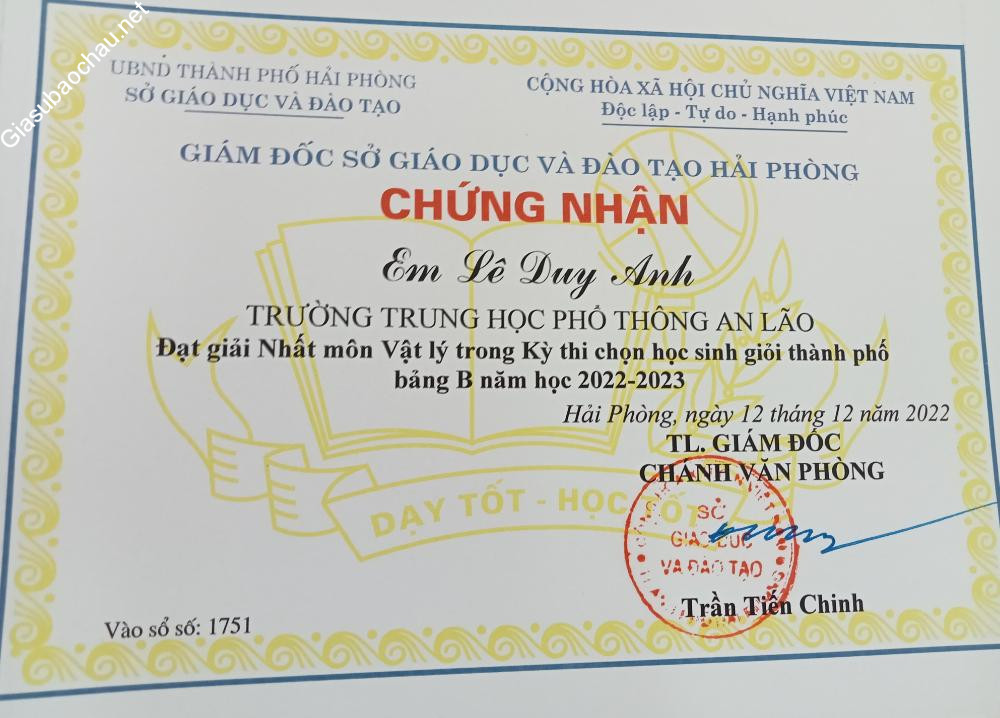 Giasubaochau.net
UBND THÀNH PHỐ HẢI PHÒNG
SỞ GIÁO DỤC VÀ ĐÀO TẠO
CỘNG HÒA XÃ HỘI CHỦ NGHĨA VIỆT NAM
Độc lập - Tự do - Hạnh phúc
GIÁM ĐỐC SỞ GIÁO DỤC VÀ ĐÀO TẠO HẢI PHÒNG
CHỨNG NHẬN
Em Lê Duy Anh
TRƯỜNG TRUNG HỌC PHỔ THÔNG AN LÃO
Đạt giải Nhất môn Vật lý trong Kỳ thi chọn học sinh giỏi thành phố
bảng B năm học 2022-2023
Hải Phòng, ngày 12 tháng 12 năm 2022
TL. GIÁM ĐỐC
CHÁNH VĂN PHÒNG
DẠY TỐT - HỌC TỐT
SỞ
GIÁO DỤC
VÀ ĐÀO TẠO
Trần Tiến Chinh
Vào sổ số: 1751